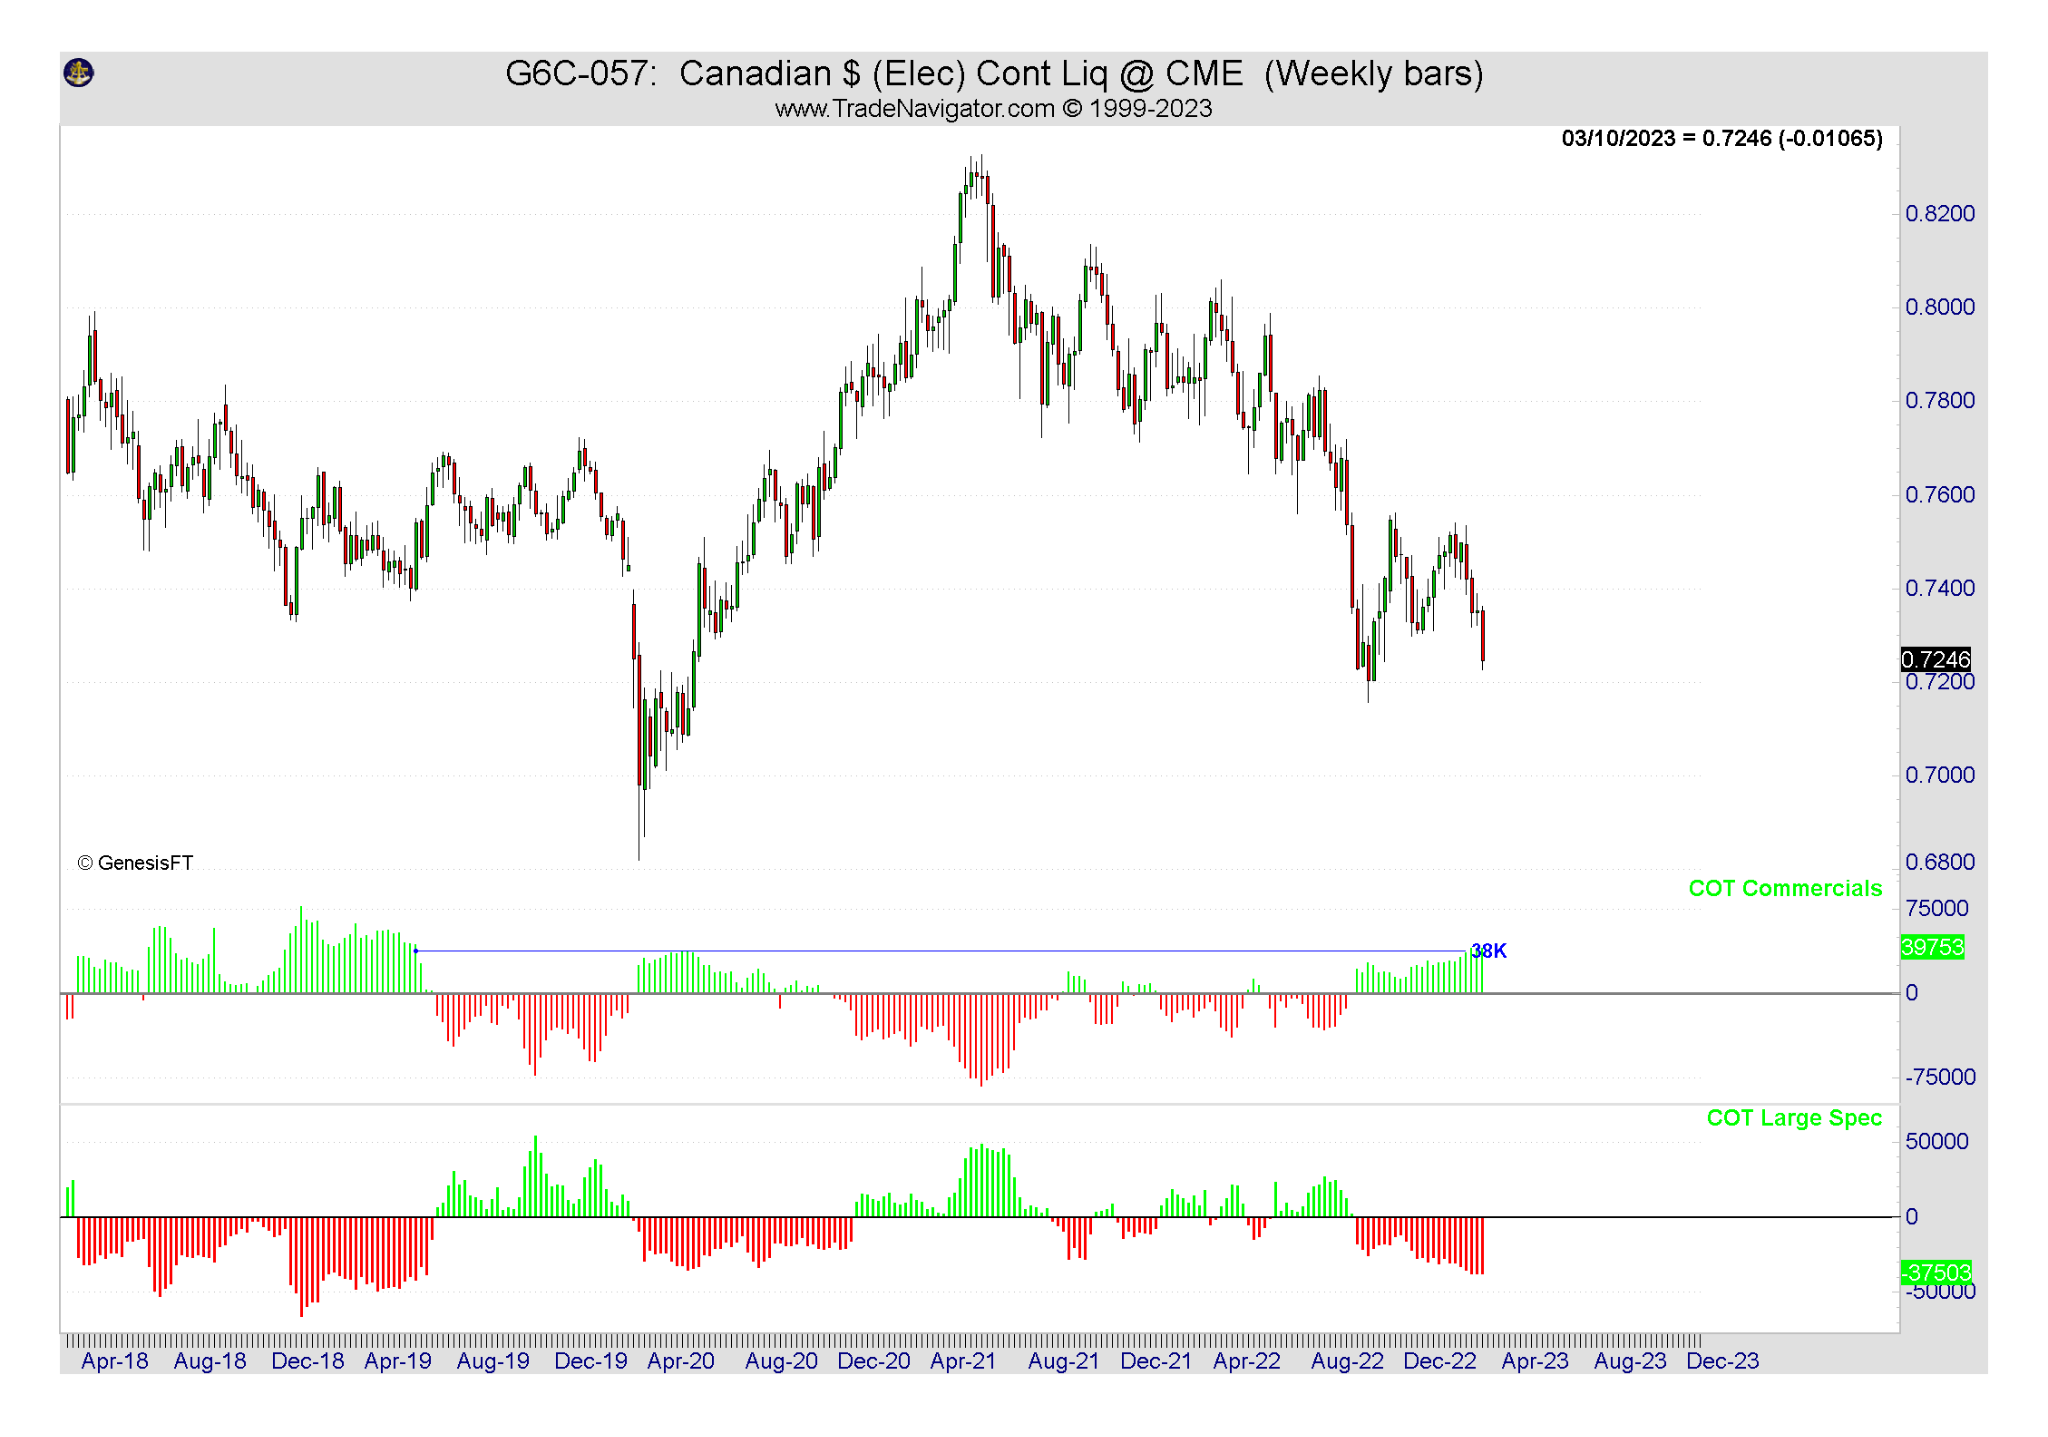 G6C-057:  Canadian $ (Elec) Cont Liq @ CME  (Weekly bars)
www.TradeNavigator.com © 1999-2023
03/10/2023 = 0.7246 (-0.01065)
0.8200
0.8000
0.7800
0.7600
0.7400
0.7246
0.7200
0.7000
0.6800
© GenesisFT
COT Commercials
75000
39753
38K
0
-75000
COT Large Spec
50000
0
-37503
-50000
Apr-18 Aug-18 Dec-18 Apr-19 Aug-19 Dec-19 Apr-20 Aug-20 Dec-20 Apr-21 Aug-21 Dec-21 Apr-22 Aug-22 Dec-22 Apr-23 Aug-23 Dec-23